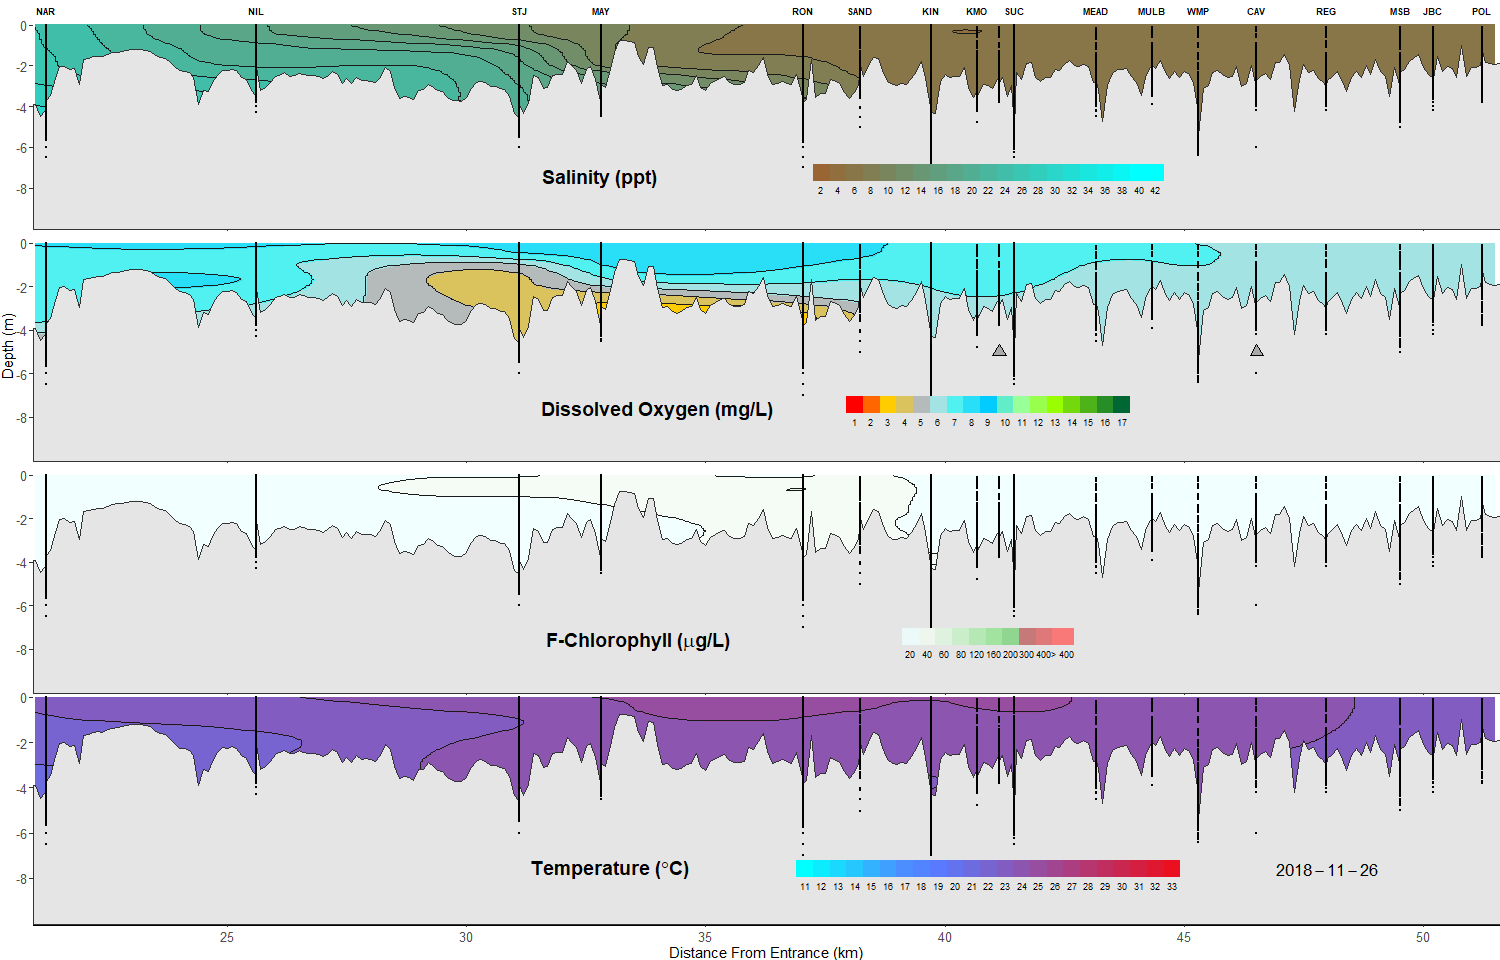 NAR NIL STJ MAY RON SAND KIN KMO SUC MEAD MULB WMP CAV REG MSB JBC POL
0
-2
-4
-6
-8
Salinity (ppt)
2 4 6 8 10 12 14 16 18 20 22 24 26 28 30 32 34 36 38 40 42
0
-2
-4
-6
-8
Depth (m)
Dissolved Oxygen (mg/L)
1 2 3 4 5 6 7 8 9 10 11 12 13 14 15 16 17
0
-2
-4
-6
-8
F-Chlorophyll (μg/L)
20 40 60 80 120 160 200 300 400> 400
0
-2
-4
-6
-8
Temperature (°C)
11 12 13 14 15 16 17 18 19 20 21 22 23 24 25 26 27 28 29 30 31 32 33
2018-11-26
25 30 35 40 45 50
Distance From Entrance (km)